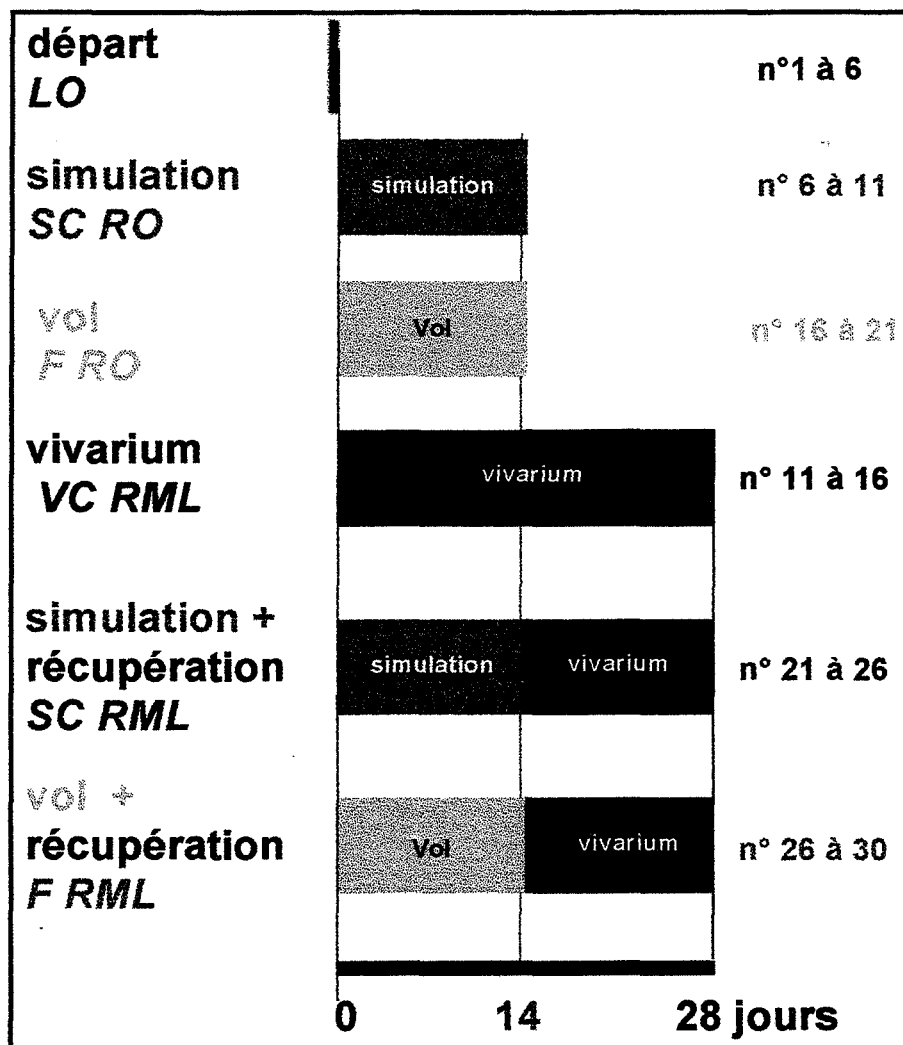 départ
LO
n°1 à 6
simulation
SC RO
simulation
n° 6 à 11
vol
F RO
Vol
n° 16 à 21
vivarium
VC RML
vivarium
n° 11 à 16
simulation +
récupération
SC RML
simulation
vivarium
n° 21 à 26
vol +
récupération
F RML
Vol
vivarium
n° 26 à 30
0 14 28 jours